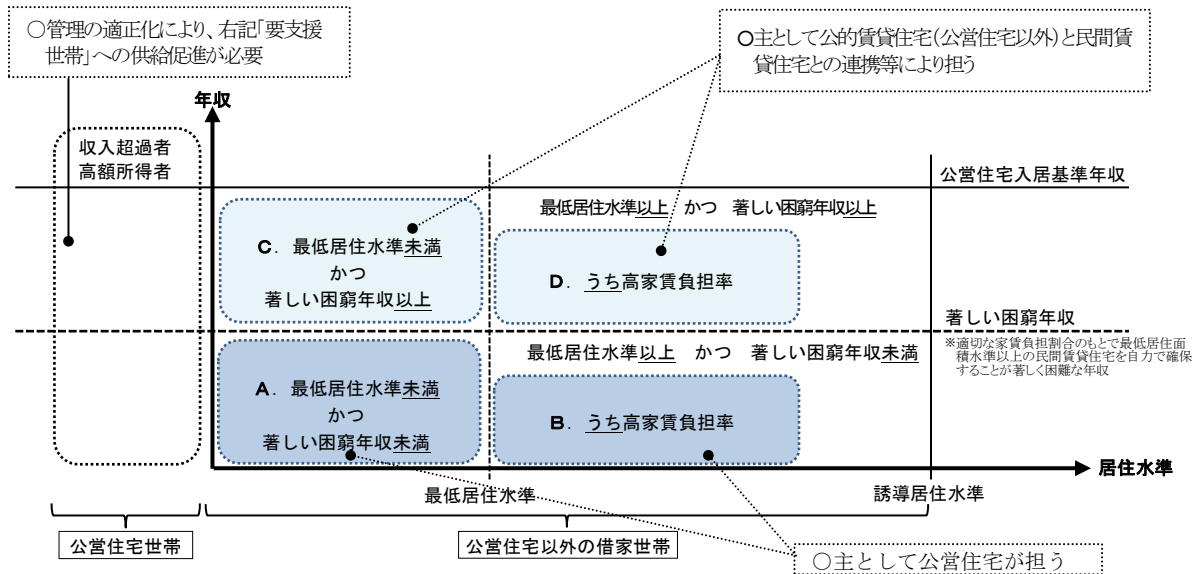 ○管理の適正化により、右記「要支援
世帯」への供給促進が必要
○主として公的賃貸住宅（公営住宅以外）と民間賃
貸住宅との連携等により担う
年収
収入超過者
高額所得者
公営住宅入居基準年収
最低居住水準以上　かつ　著しい困窮年収以上
C．最低居住水準未満
かつ
著しい困窮年収以上
D．うち高家賃負担率
著しい困窮年収
※適切な家賃負担割合のもとで最低居住面
積水準以上の民間賃貸住宅を自力で確保
することが著しく困難な年収
最低居住水準以上　かつ　著しい困窮年収未満
A．最低居住水準未満
かつ
著しい困窮年収未満
B．うち高家賃負担率
居住水準
最低居住水準
誘導居住水準
公営住宅世帯
公営住宅以外の借家世帯
○主として公営住宅が担う